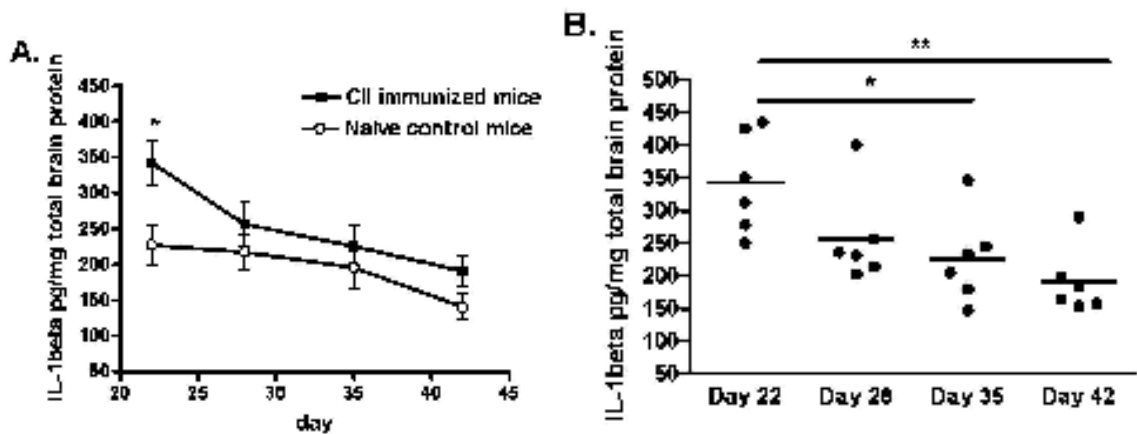 A.
IL-1beta pg/mg total brain protein
450
400
350
300
250
200
150
100
50
*
CII immunized mice
Naive control mice
20 25 30 35 40 45
day
B.
IL-1beta pg/mg total brain protein
500
450
400
350
300
250
200
150
100
50
**
*
Day 22 Day 28 Day 35 Day 42